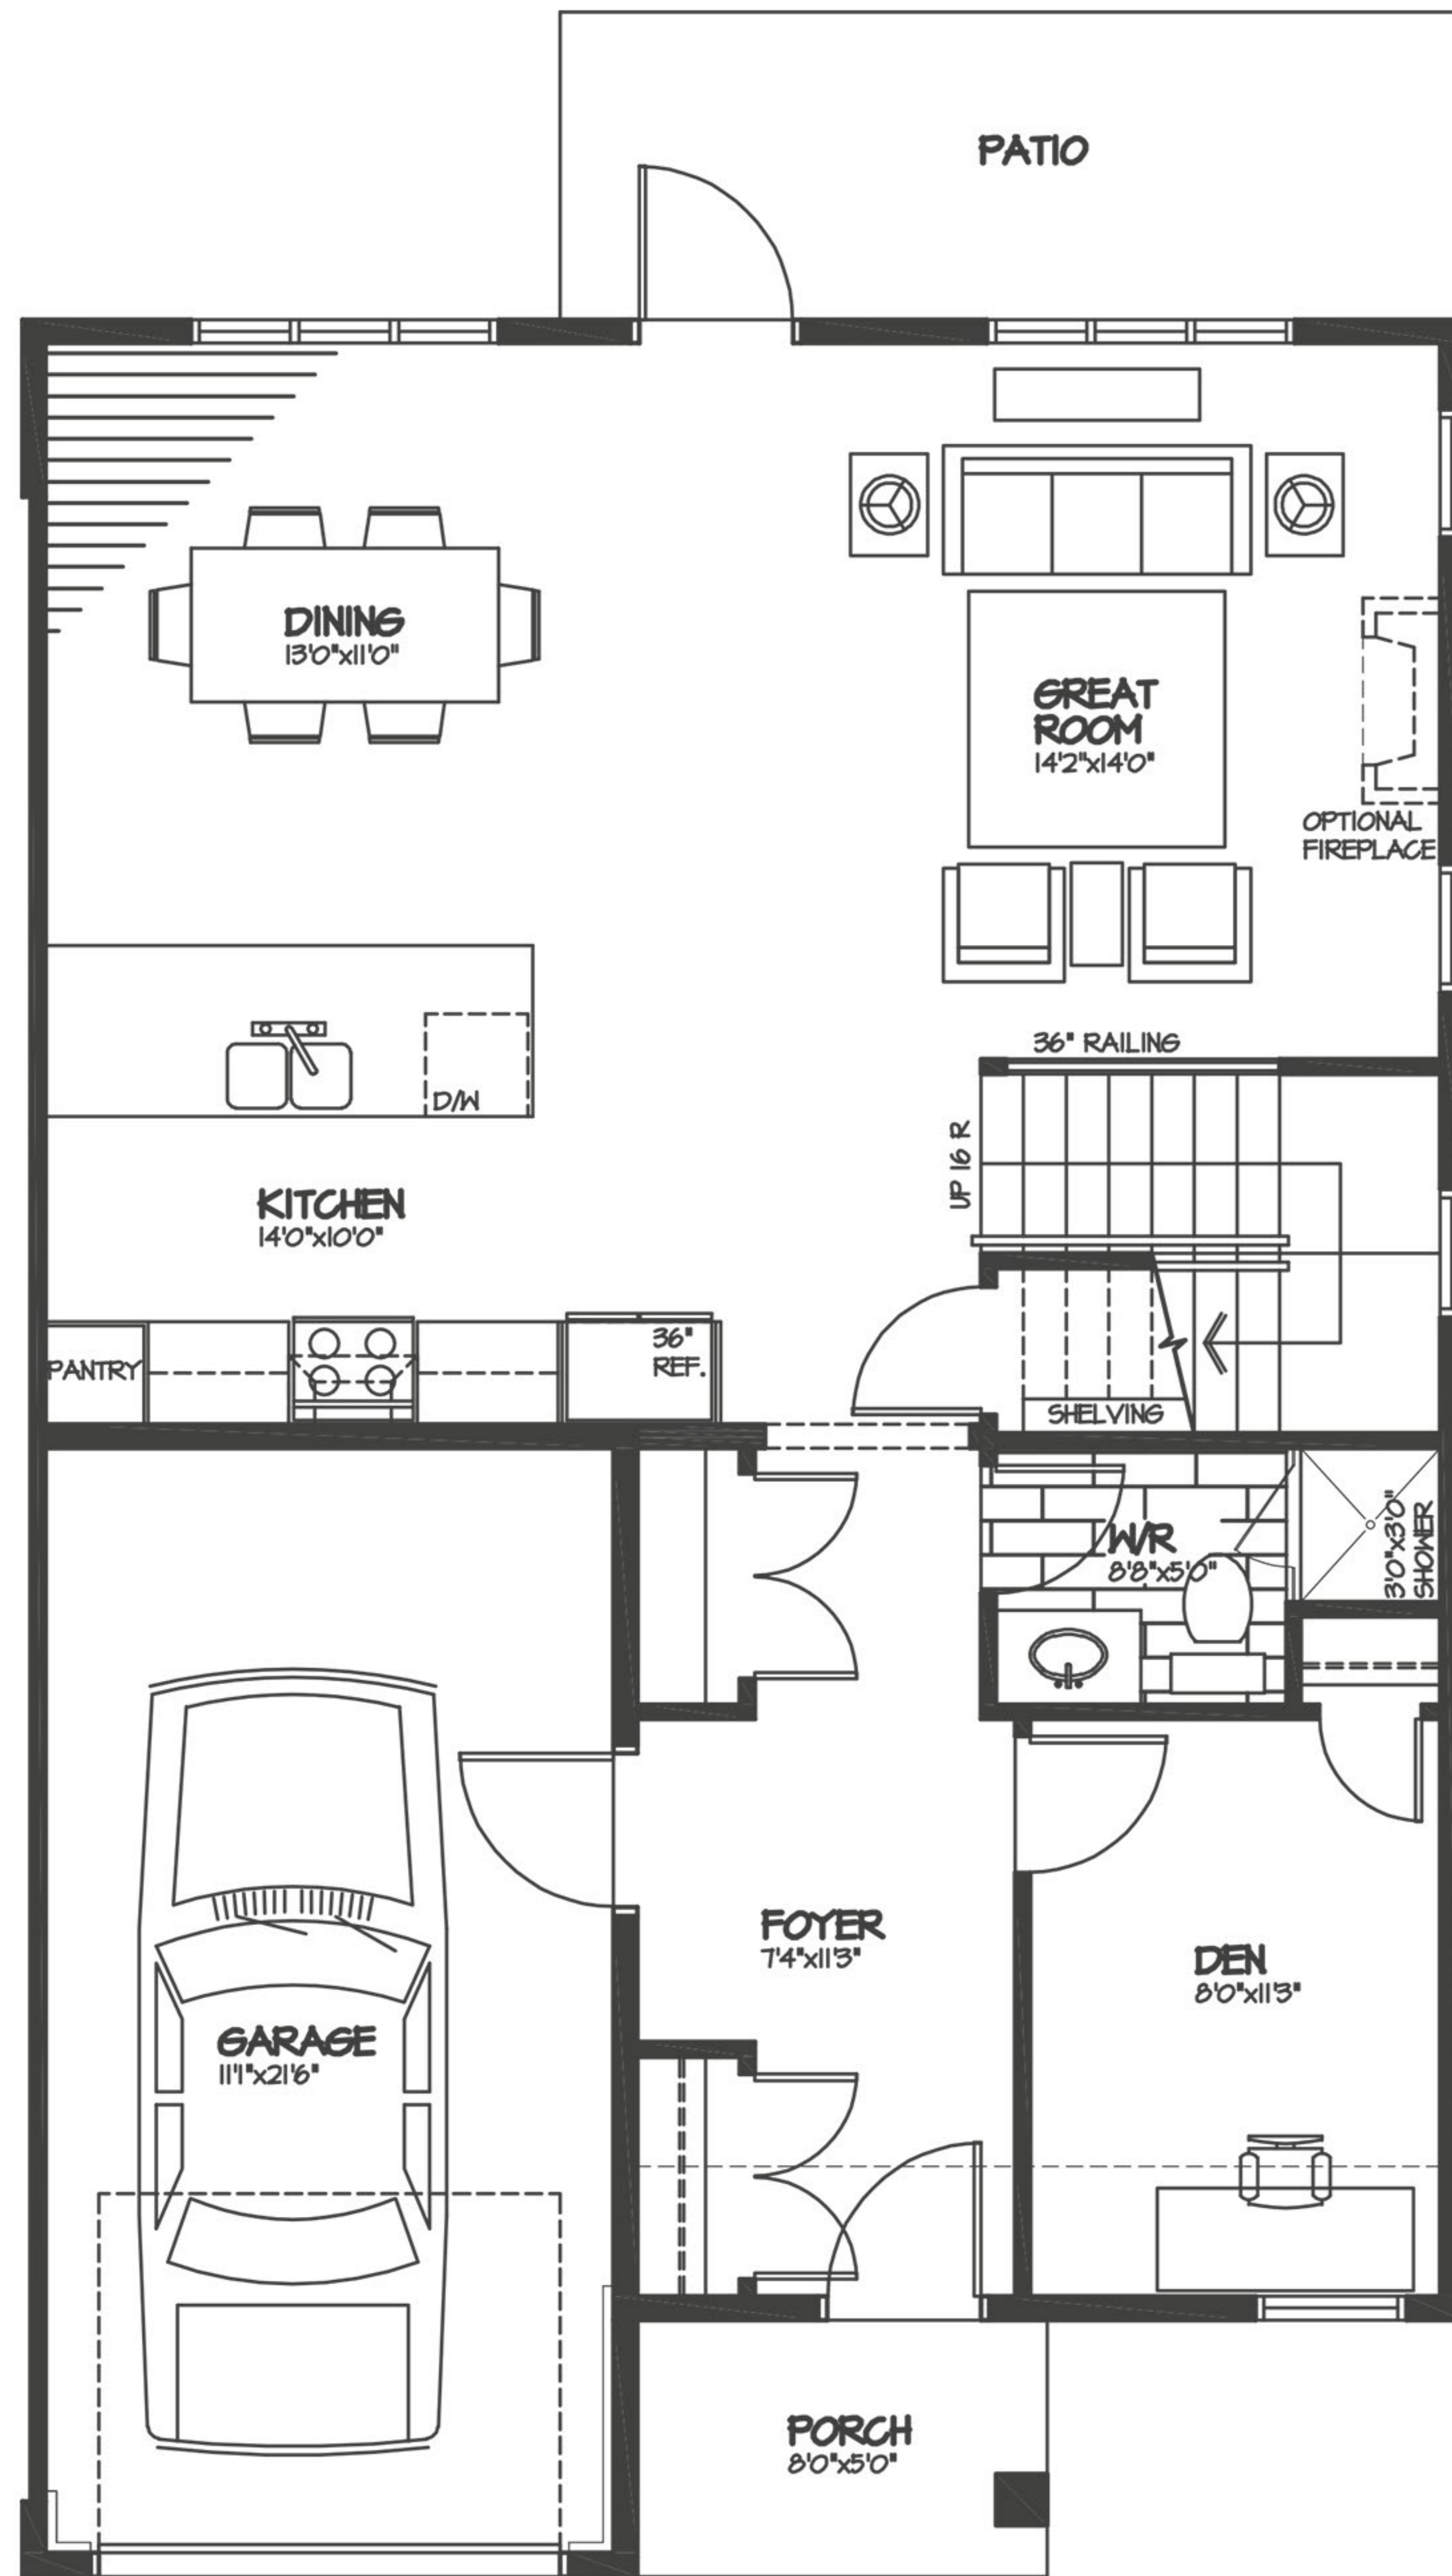 PATIO
DINING
13'0"x11'0"
GREAT
ROOM
14'2"x14'0"
OPTIONAL
FIREPLACE
36" RAILING
D/W
UP 16 R
KITCHEN
14'0"x10'0"
PANTRY
36"
REF.
SHELVING
W/R
8'8"x5'0"
3'0"x3'0"
SHOWER
FOYER
7'4"x11'3"
DEN
8'0"x11'3"
GARAGE
11'1"x21'6"
PORCH
8'0"x5'0"